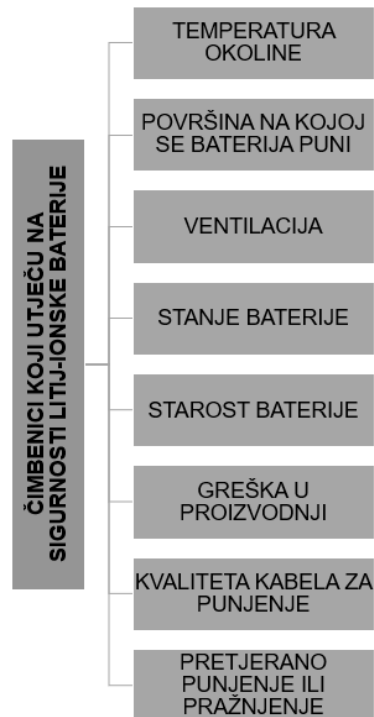 ČIMBENICI KOJI UTJEČU NA
SIGURNOSTI LITIJ-IONSKE BATERIJE
TEMPERATURA
OKOLINE
POVRŠINA NA KOJOJ
SE BATERIJA PUNI
VENTILACIJA
STANJE BATERIJE
STAROST BATERIJE
GREŠKA U
PROIZVODNJI
KVALITETA KABELA ZA
PUNJENJE
PRETJERANO
PUNJENJE ILI
PRAŽNJENJE